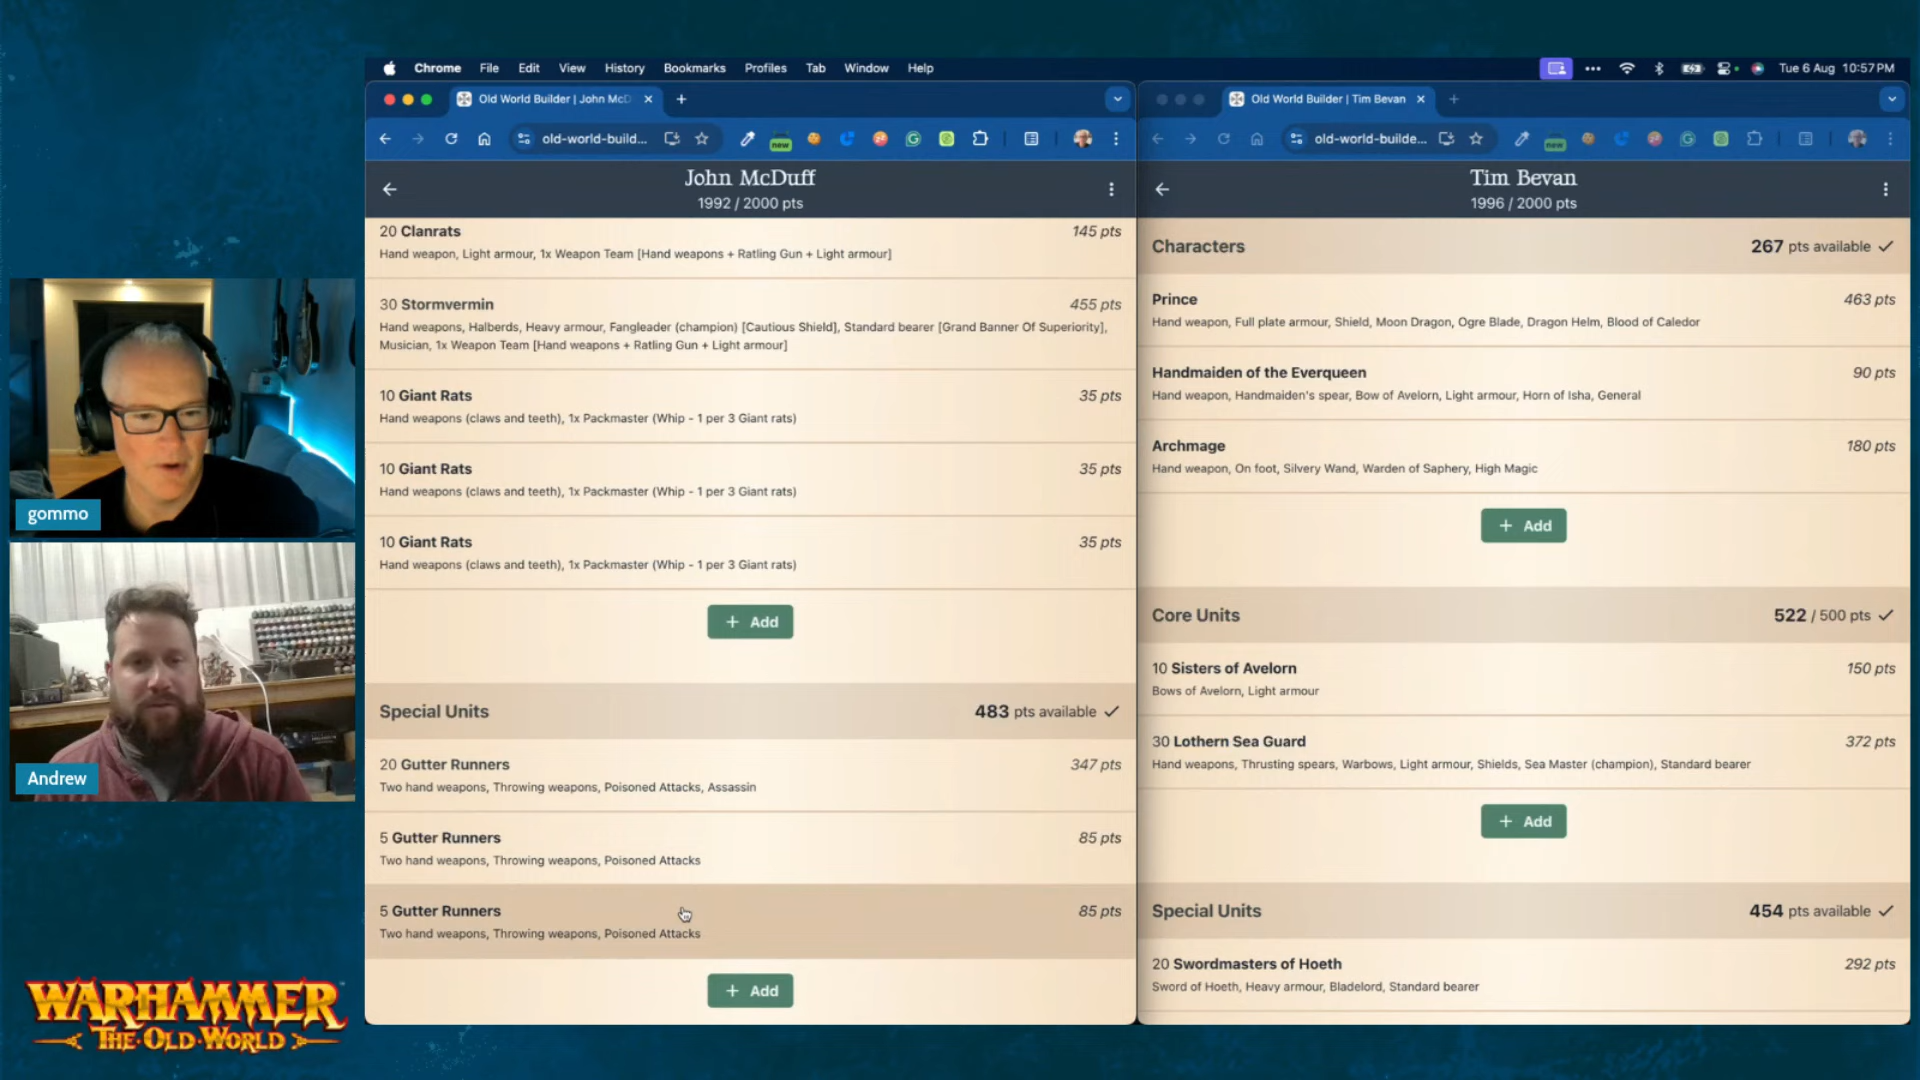 Chrome File Edit View History Bookmarks Profiles Tab Window Help
Tue 6 Aug 10:57 PM
Old World Builder | John McD
old-world-build...
new
John McDuff
1992 / 2000 pts
20 Clanrats 145 pts
Hand weapon, Light armour, 1x Weapon Team [Hand weapons + Ratling Gun + Light armour]
30 Stormvermin 455 pts
Hand weapons, Halberds, Heavy armour, Fangleader (champion) [Cautious Shield], Standard bearer [Grand Banner Of Superiority],
Musician, 1x Weapon Team [Hand weapons + Ratling Gun + Light armour]
10 Giant Rats 35 pts
Hand weapons (claws and teeth), 1x Packmaster (Whip - 1 per 3 Giant rats)
10 Giant Rats 35 pts
Hand weapons (claws and teeth), 1x Packmaster (Whip - 1 per 3 Giant rats)
10 Giant Rats 35 pts
Hand weapons (claws and teeth), 1x Packmaster (Whip - 1 per 3 Giant rats)
+ Add
Special Units 483 pts available
20 Gutter Runners 347 pts
Two hand weapons, Throwing weapons, Poisoned Attacks, Assassin
5 Gutter Runners 85 pts
Two hand weapons, Throwing weapons, Poisoned Attacks
5 Gutter Runners 85 pts
Two hand weapons, Throwing weapons, Poisoned Attacks
+ Add
Old World Builder | Tim Bevan
old-world-builde...
new
Tim Bevan
1996 / 2000 pts
Characters 267 pts available
Prince 463 pts
Hand weapon, Full plate armour, Shield, Moon Dragon, Ogre Blade, Dragon Helm, Blood of Caledor
Handmaiden of the Everqueen 90 pts
Hand weapon, Handmaiden's spear, Bow of Avelorn, Light armour, Horn of Isha, General
Archmage 180 pts
Hand weapon, On foot, Silvery Wand, Warden of Saphery, High Magic
+ Add
Core Units 522 / 500 pts
10 Sisters of Avelorn 150 pts
Bows of Avelorn, Light armour
30 Lothern Sea Guard 372 pts
Hand weapons, Thrusting spears, Warbows, Light armour, Shields, Sea Master (champion), Standard bearer
+ Add
Special Units 454 pts available
20 Swordmasters of Hoeth 292 pts
Sword of Hoeth, Heavy armour, Bladelord, Standard bearer
gommo
Andrew
WARHAMMER
THE OLD WORLD